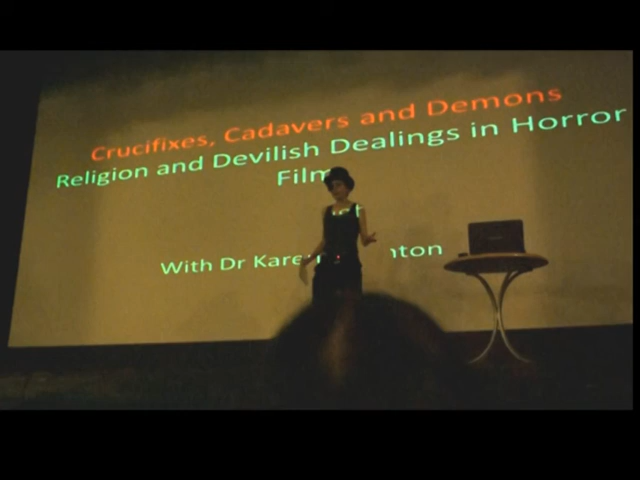 Crucifixes, Cadavers and Demons
Religion and Devilish Dealings in Horror
Film
With Dr